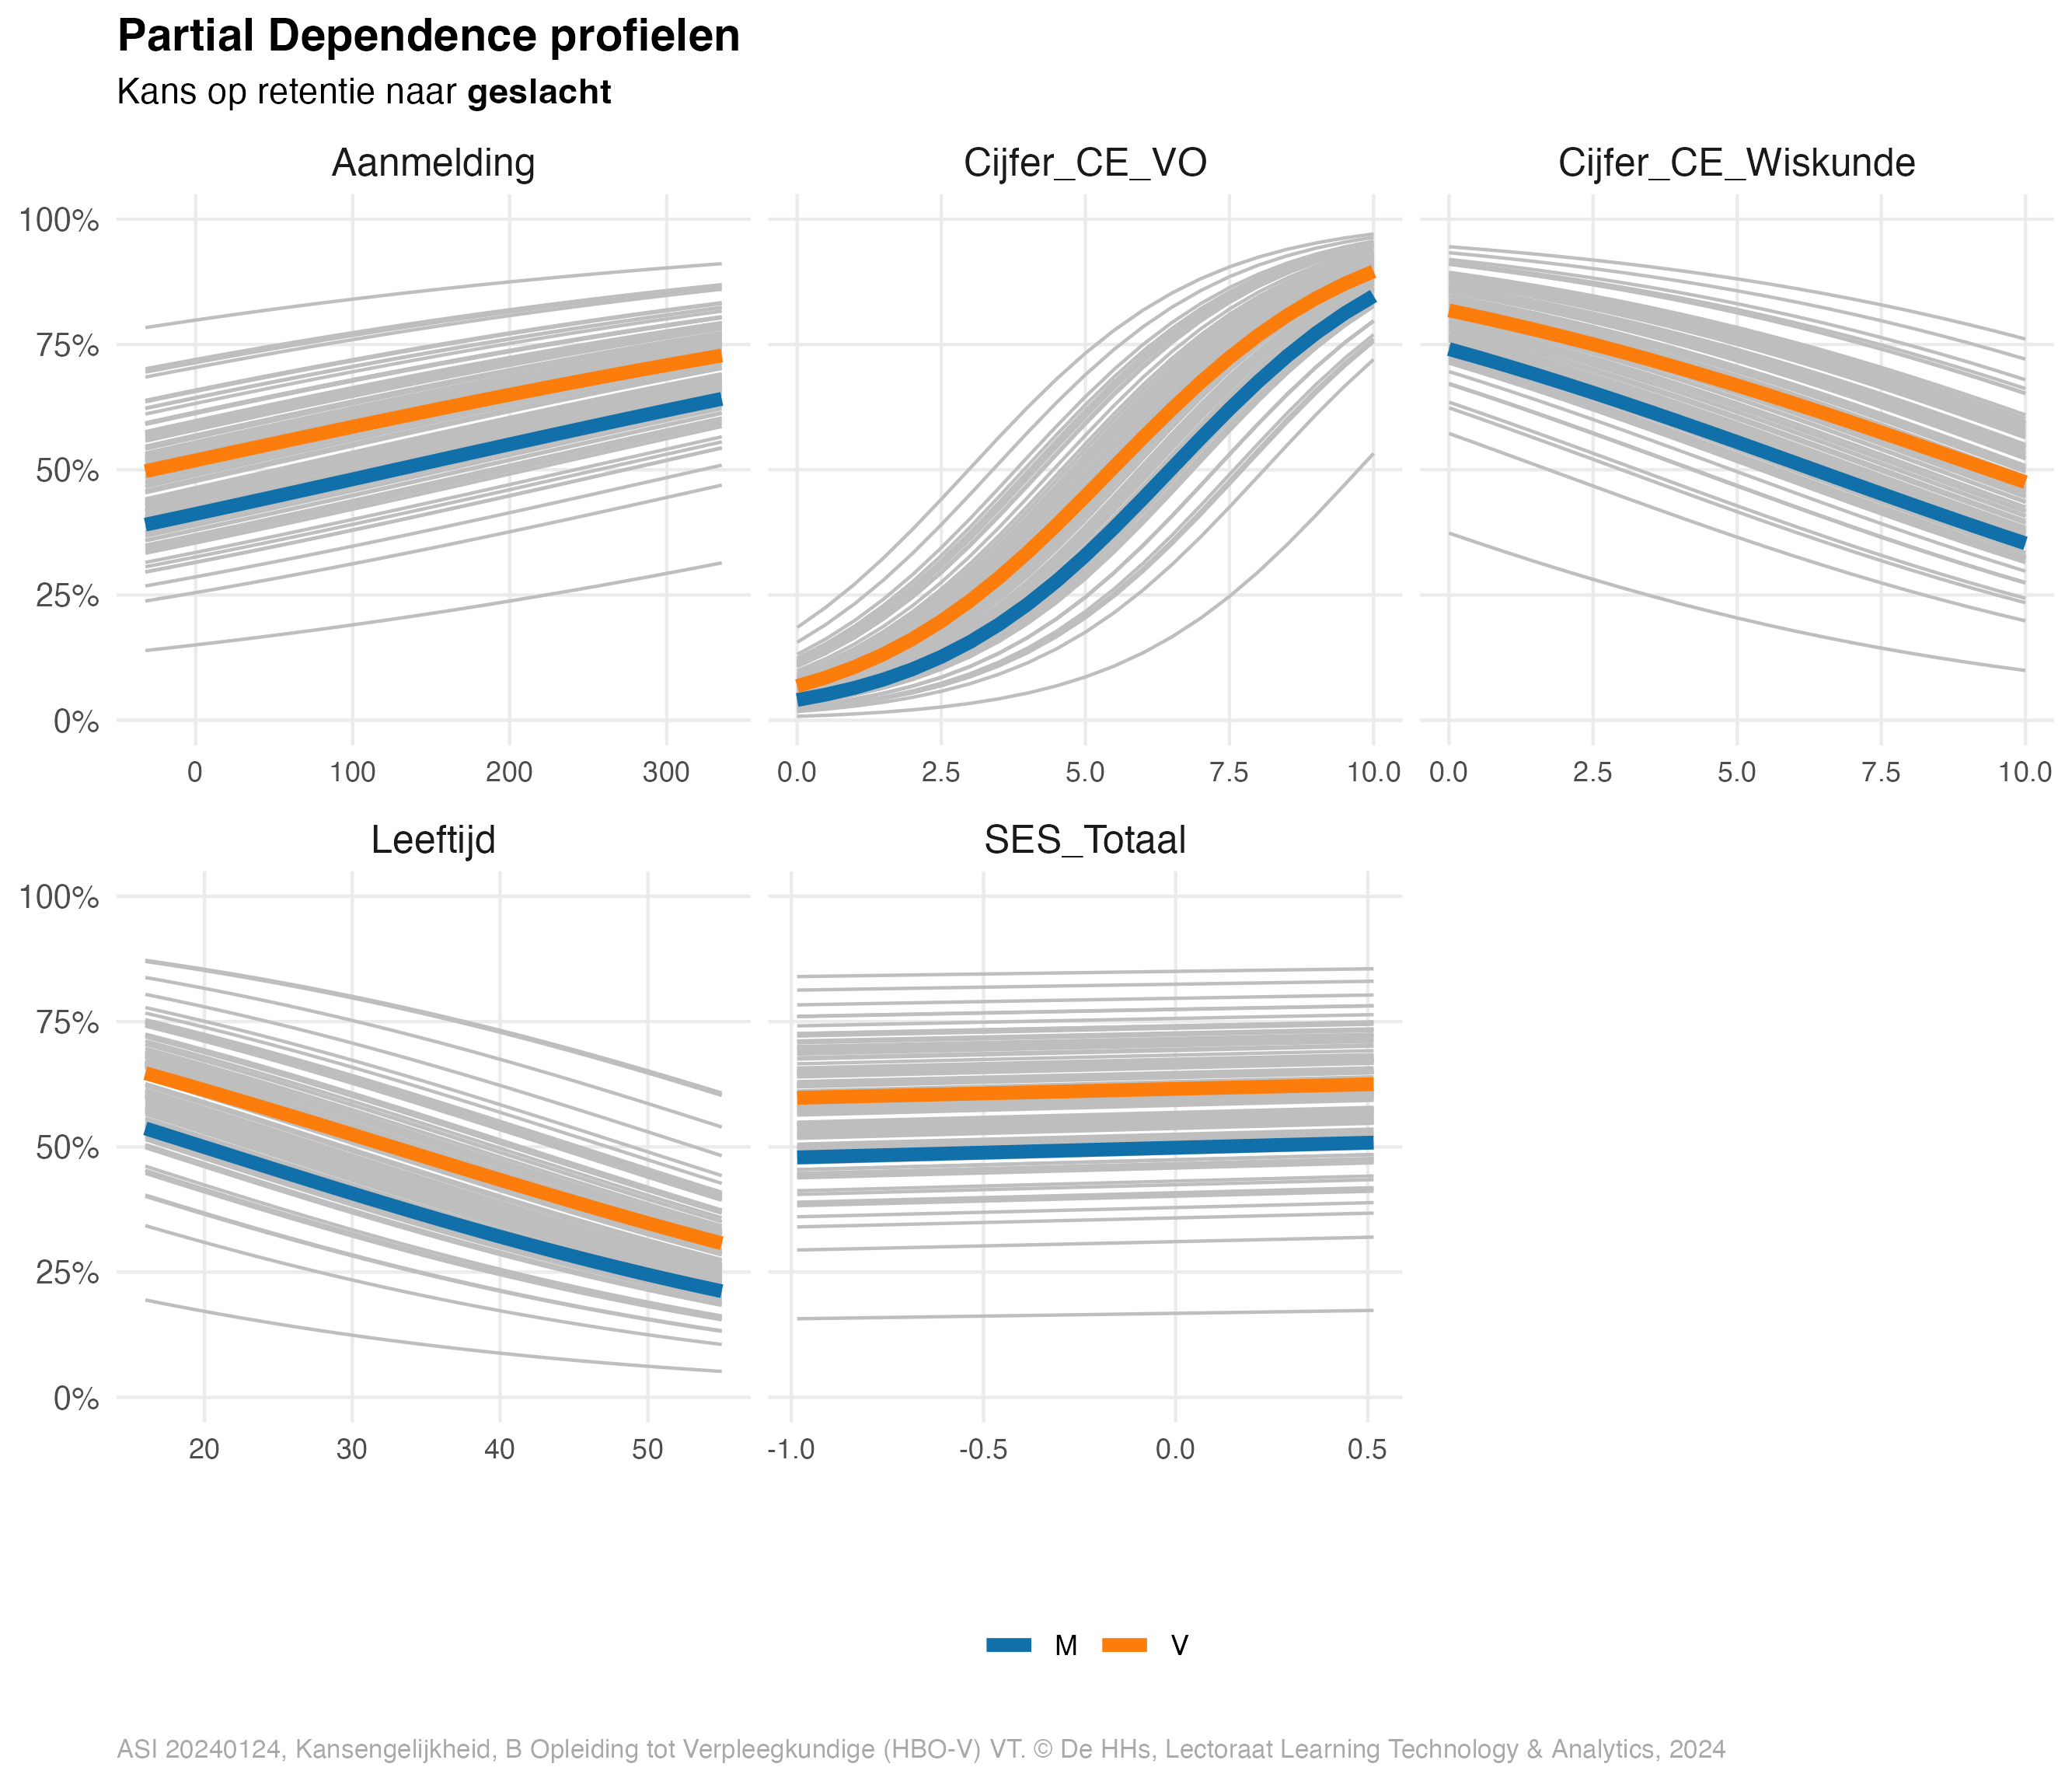 Partial Dependence profielen
Kans op retentie naar geslacht
Aanmelding
Cijfer_CE_VO
Cijfer_CE_Wiskunde
100%
75%
50%
25%
0%
0 100 200 300
0.0 2.5 5.0 7.5 10.0
0.0 2.5 5.0 7.5 10.0
Leeftijd
SES_Totaal
100%
75%
50%
25%
0%
20 30 40 50
-1.0 -0.5 0.0 0.5
M V
ASI 20240124, Kansengelijkheid, B Opleiding tot Verpleegkundige (HBO-V) VT. © De HHs, Lectoraat Learning Technology & Analytics, 2024